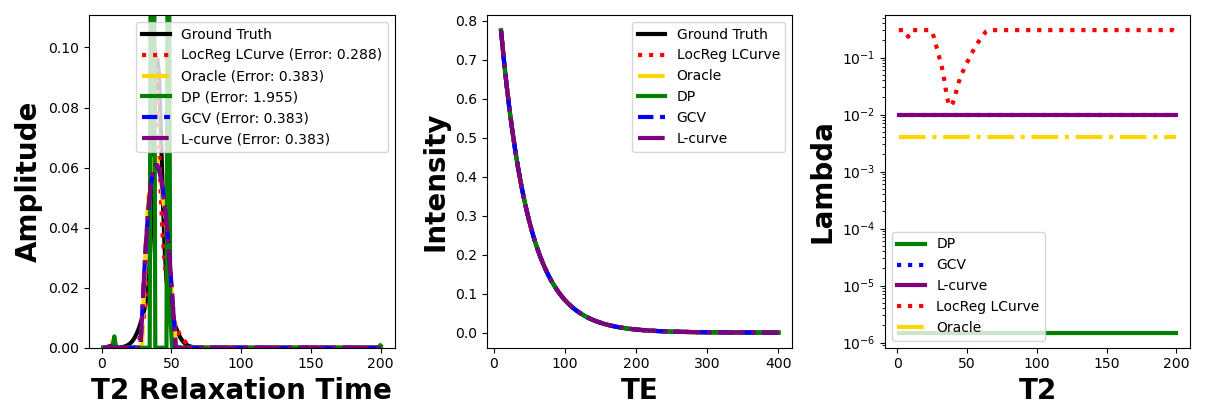 Amplitude
0.10
0.08
0.06
0.04
0.02
0.00
Ground Truth
LocReg LCurve (Error: 0.288)
Oracle (Error: 0.383)
DP (Error: 1.955)
GCV (Error: 0.383)
L-curve (Error: 0.383)
0 50 100 150 200
T2 Relaxation Time
Intensity
0.8
0.7
0.6
0.5
0.4
0.3
0.2
0.1
0.0
Ground Truth
LocReg LCurve
Oracle
DP
GCV
L-curve
0 100 200 300 400
TE
Lambda
10⁻¹
10⁻²
10⁻³
10⁻⁴
10⁻⁵
10⁻⁶
DP
GCV
L-curve
LocReg LCurve
Oracle
0 50 100 150 200
T2